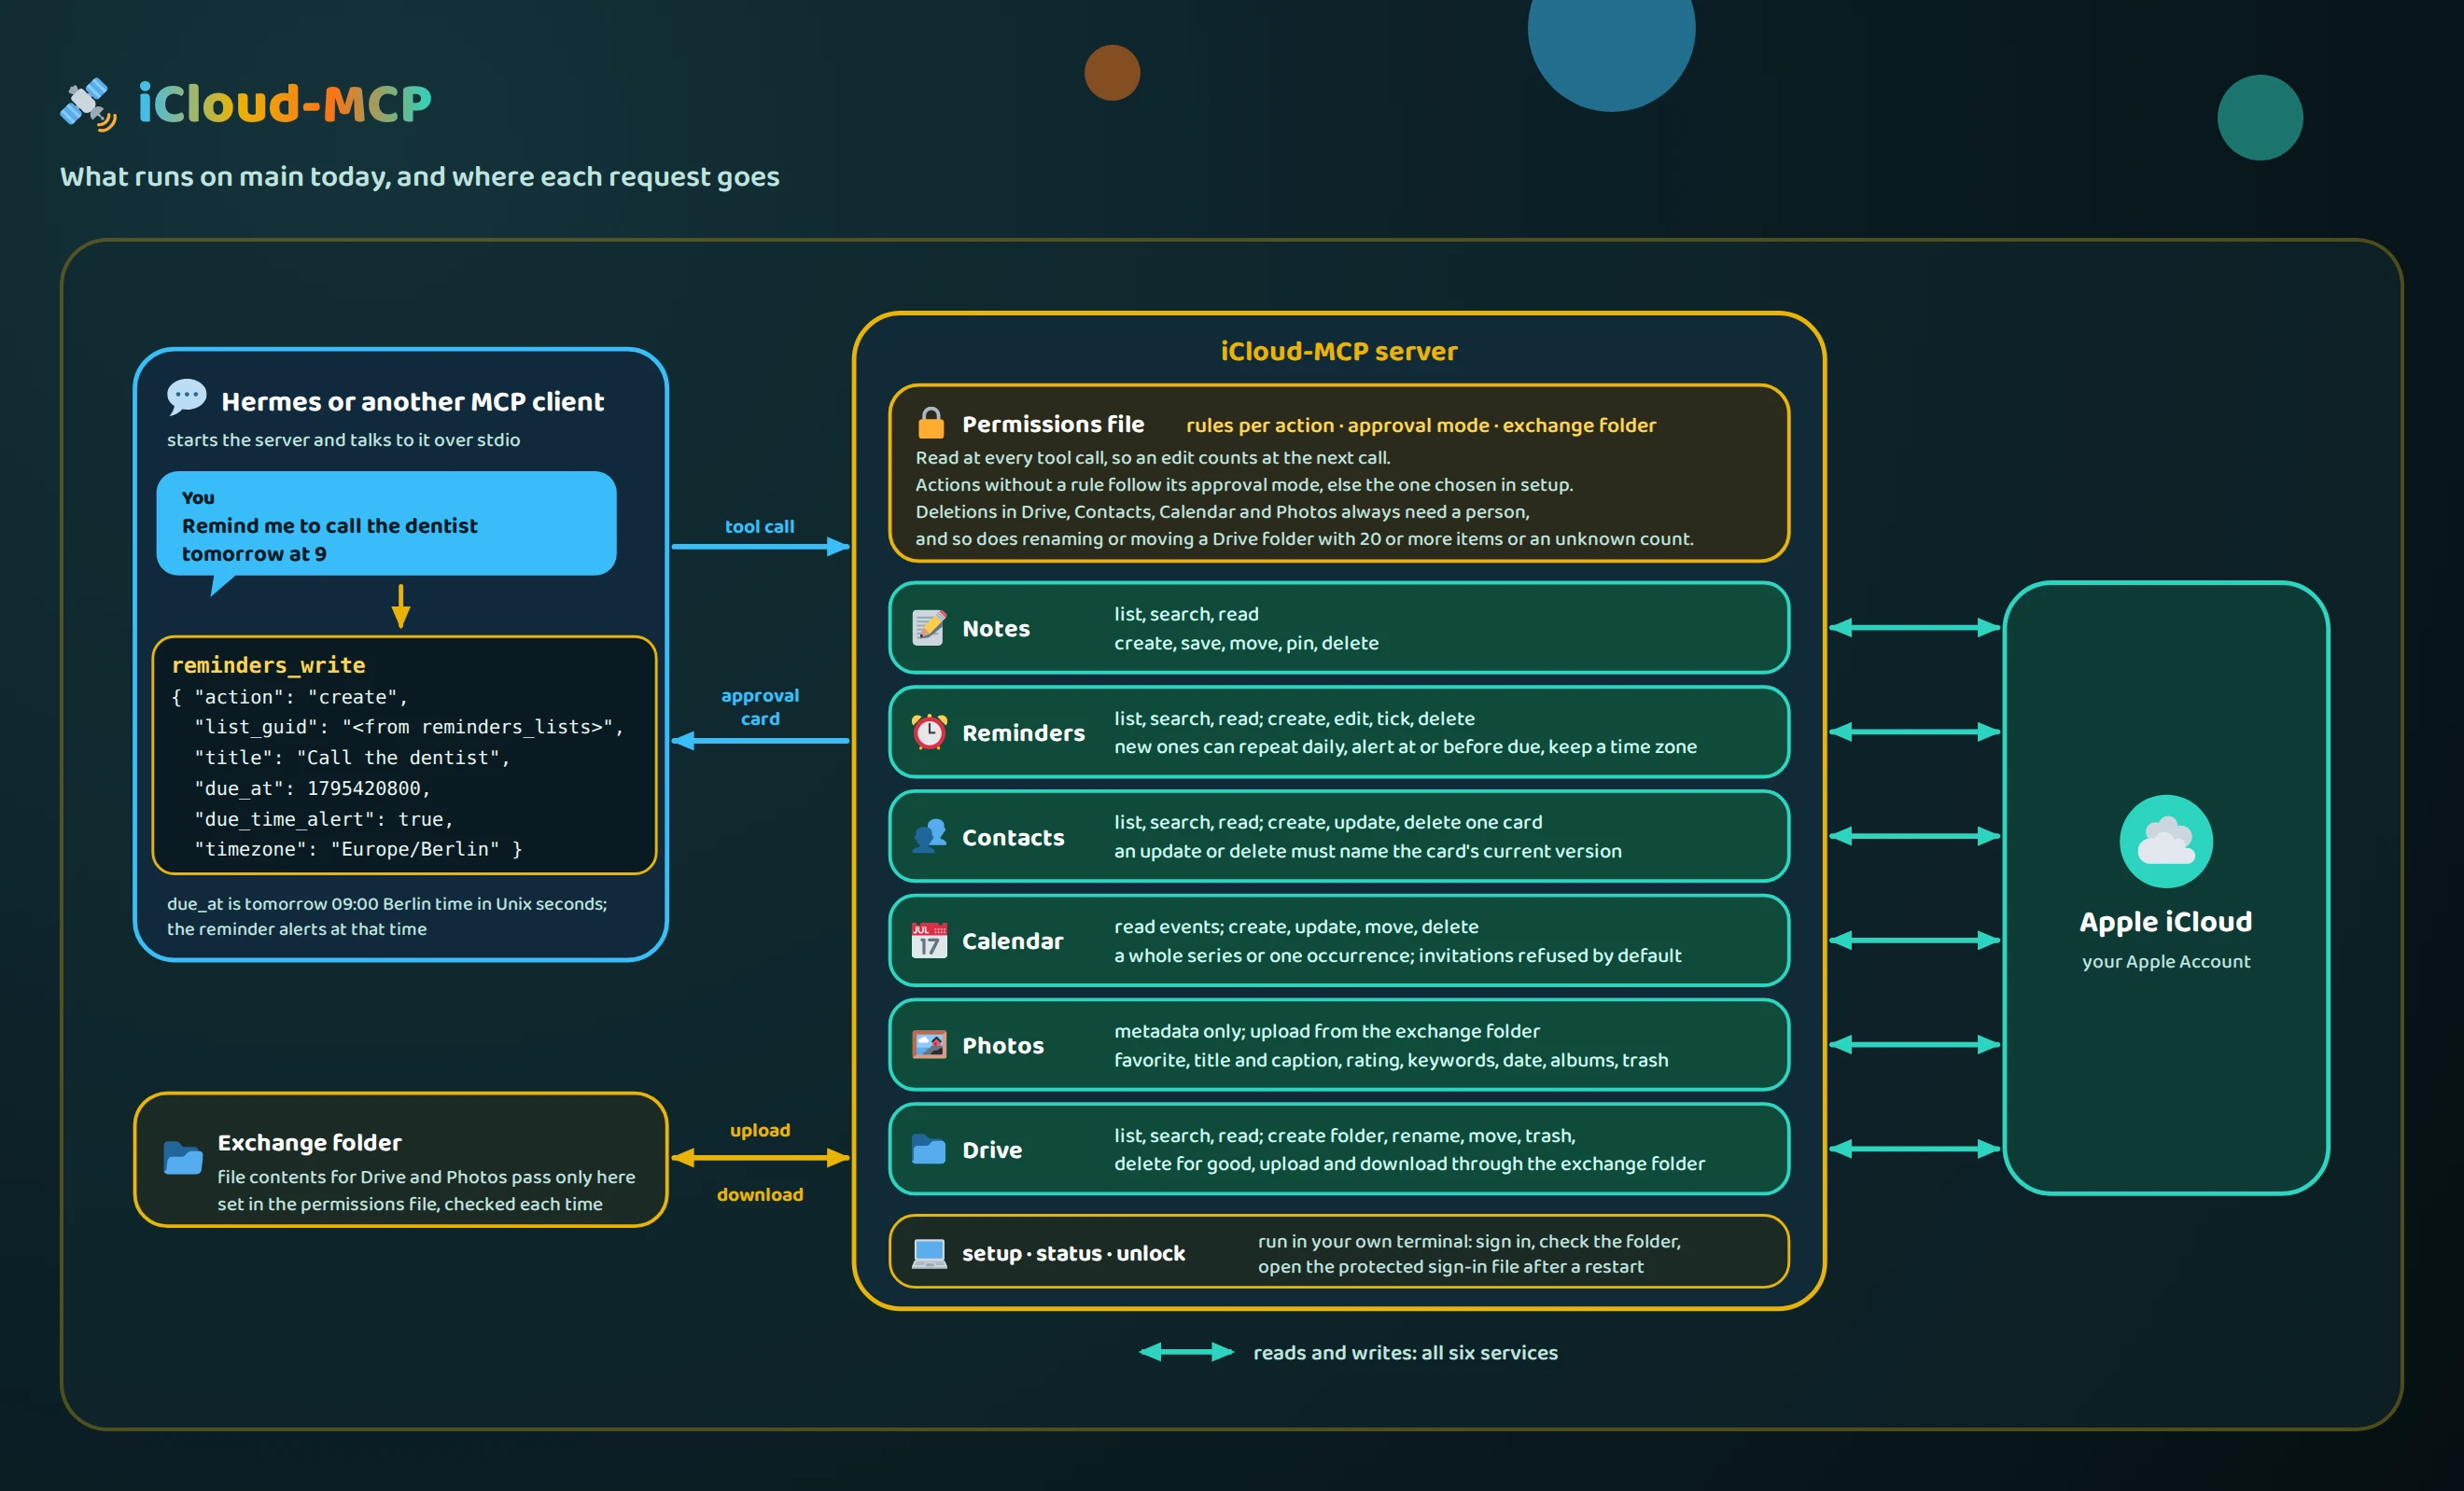 iCloud-MCP
What runs on main today, and where each request goes
Hermes or another MCP client
starts the server and talks to it over stdio
You
Remind me to call the dentist
tomorrow at 9
reminders_write
{ "action": "create",
"list_guid": "<from reminders_lists>",
"title": "Call the dentist",
"due_at": 1795420800,
"due_time_alert": true,
"timezone": "Europe/Berlin" }
due_at is tomorrow 09:00 Berlin time in Unix seconds;
the reminder alerts at that time
tool call
approval
card
Exchange folder
file contents for Drive and Photos pass only here
set in the permissions file, checked each time
upload
download
iCloud-MCP server
Permissions file rules per action · approval mode · exchange folder
Read at every tool call, so an edit counts at the next call.
Actions without a rule follow its approval mode, else the one chosen in setup.
Deletions in Drive, Contacts, Calendar and Photos always need a person,
and so does renaming or moving a Drive folder with 20 or more items or an unknown count.
Notes
list, search, read
create, save, move, pin, delete
Reminders
list, search, read; create, edit, tick, delete
new ones can repeat daily, alert at or before due, keep a time zone
Contacts
list, search, read; create, update, delete one card
an update or delete must name the card's current version
JUL
17
Calendar
read events; create, update, move, delete
a whole series or one occurrence; invitations refused by default
Photos
metadata only; upload from the exchange folder
favorite, title and caption, rating, keywords, date, albums, trash
Drive
list, search, read; create folder, rename, move, trash,
delete for good, upload and download through the exchange folder
setup · status · unlock
run in your own terminal: sign in, check the folder,
open the protected sign-in file after a restart
Apple iCloud
your Apple Account
reads and writes: all six services